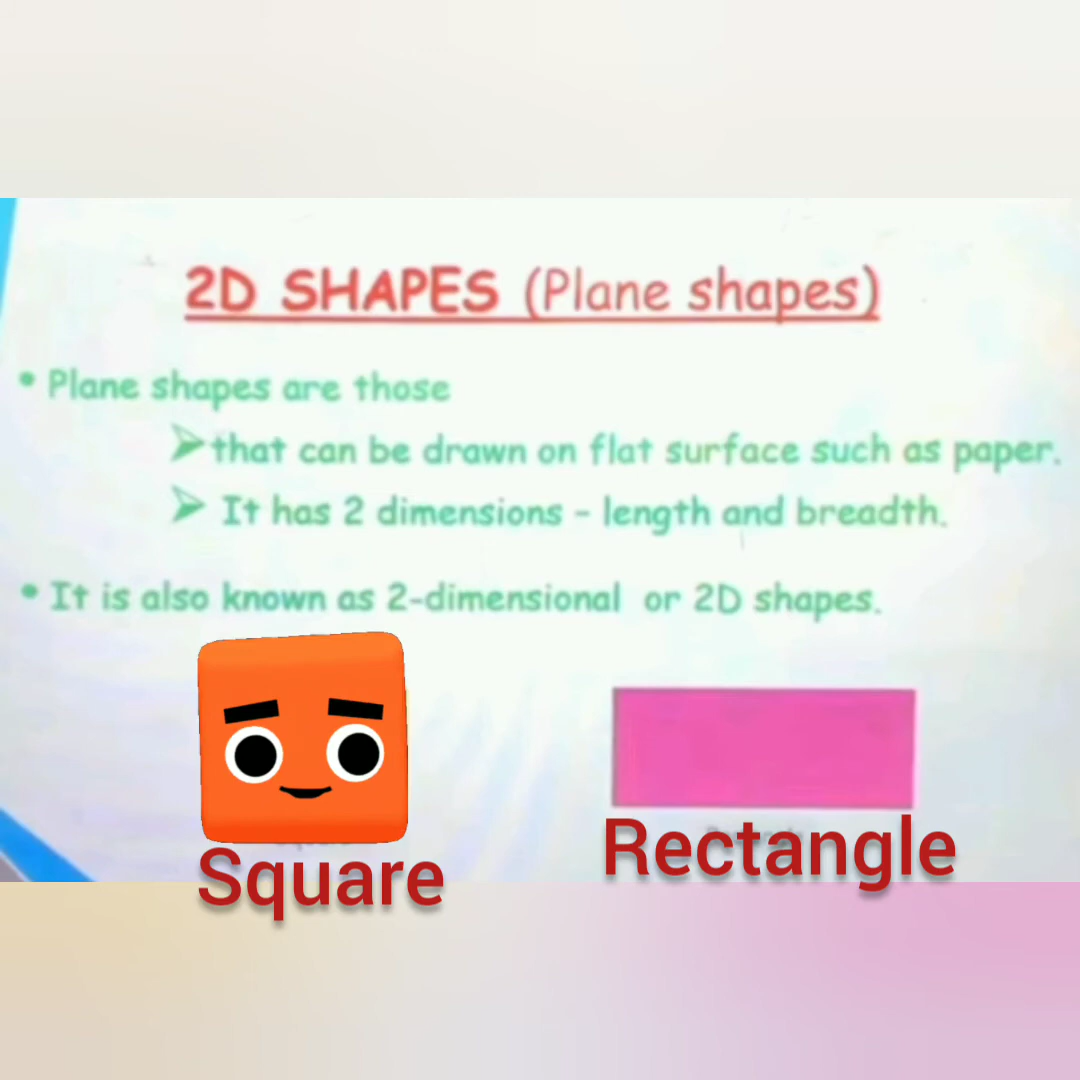 2D SHAPES (Plane shapes)
• Plane shapes are those
➢that can be drawn on flat surface such as paper.
➢ It has 2 dimensions - length and breadth.
• It is also known as 2-dimensional or 2D shapes.
Square
Rectangle